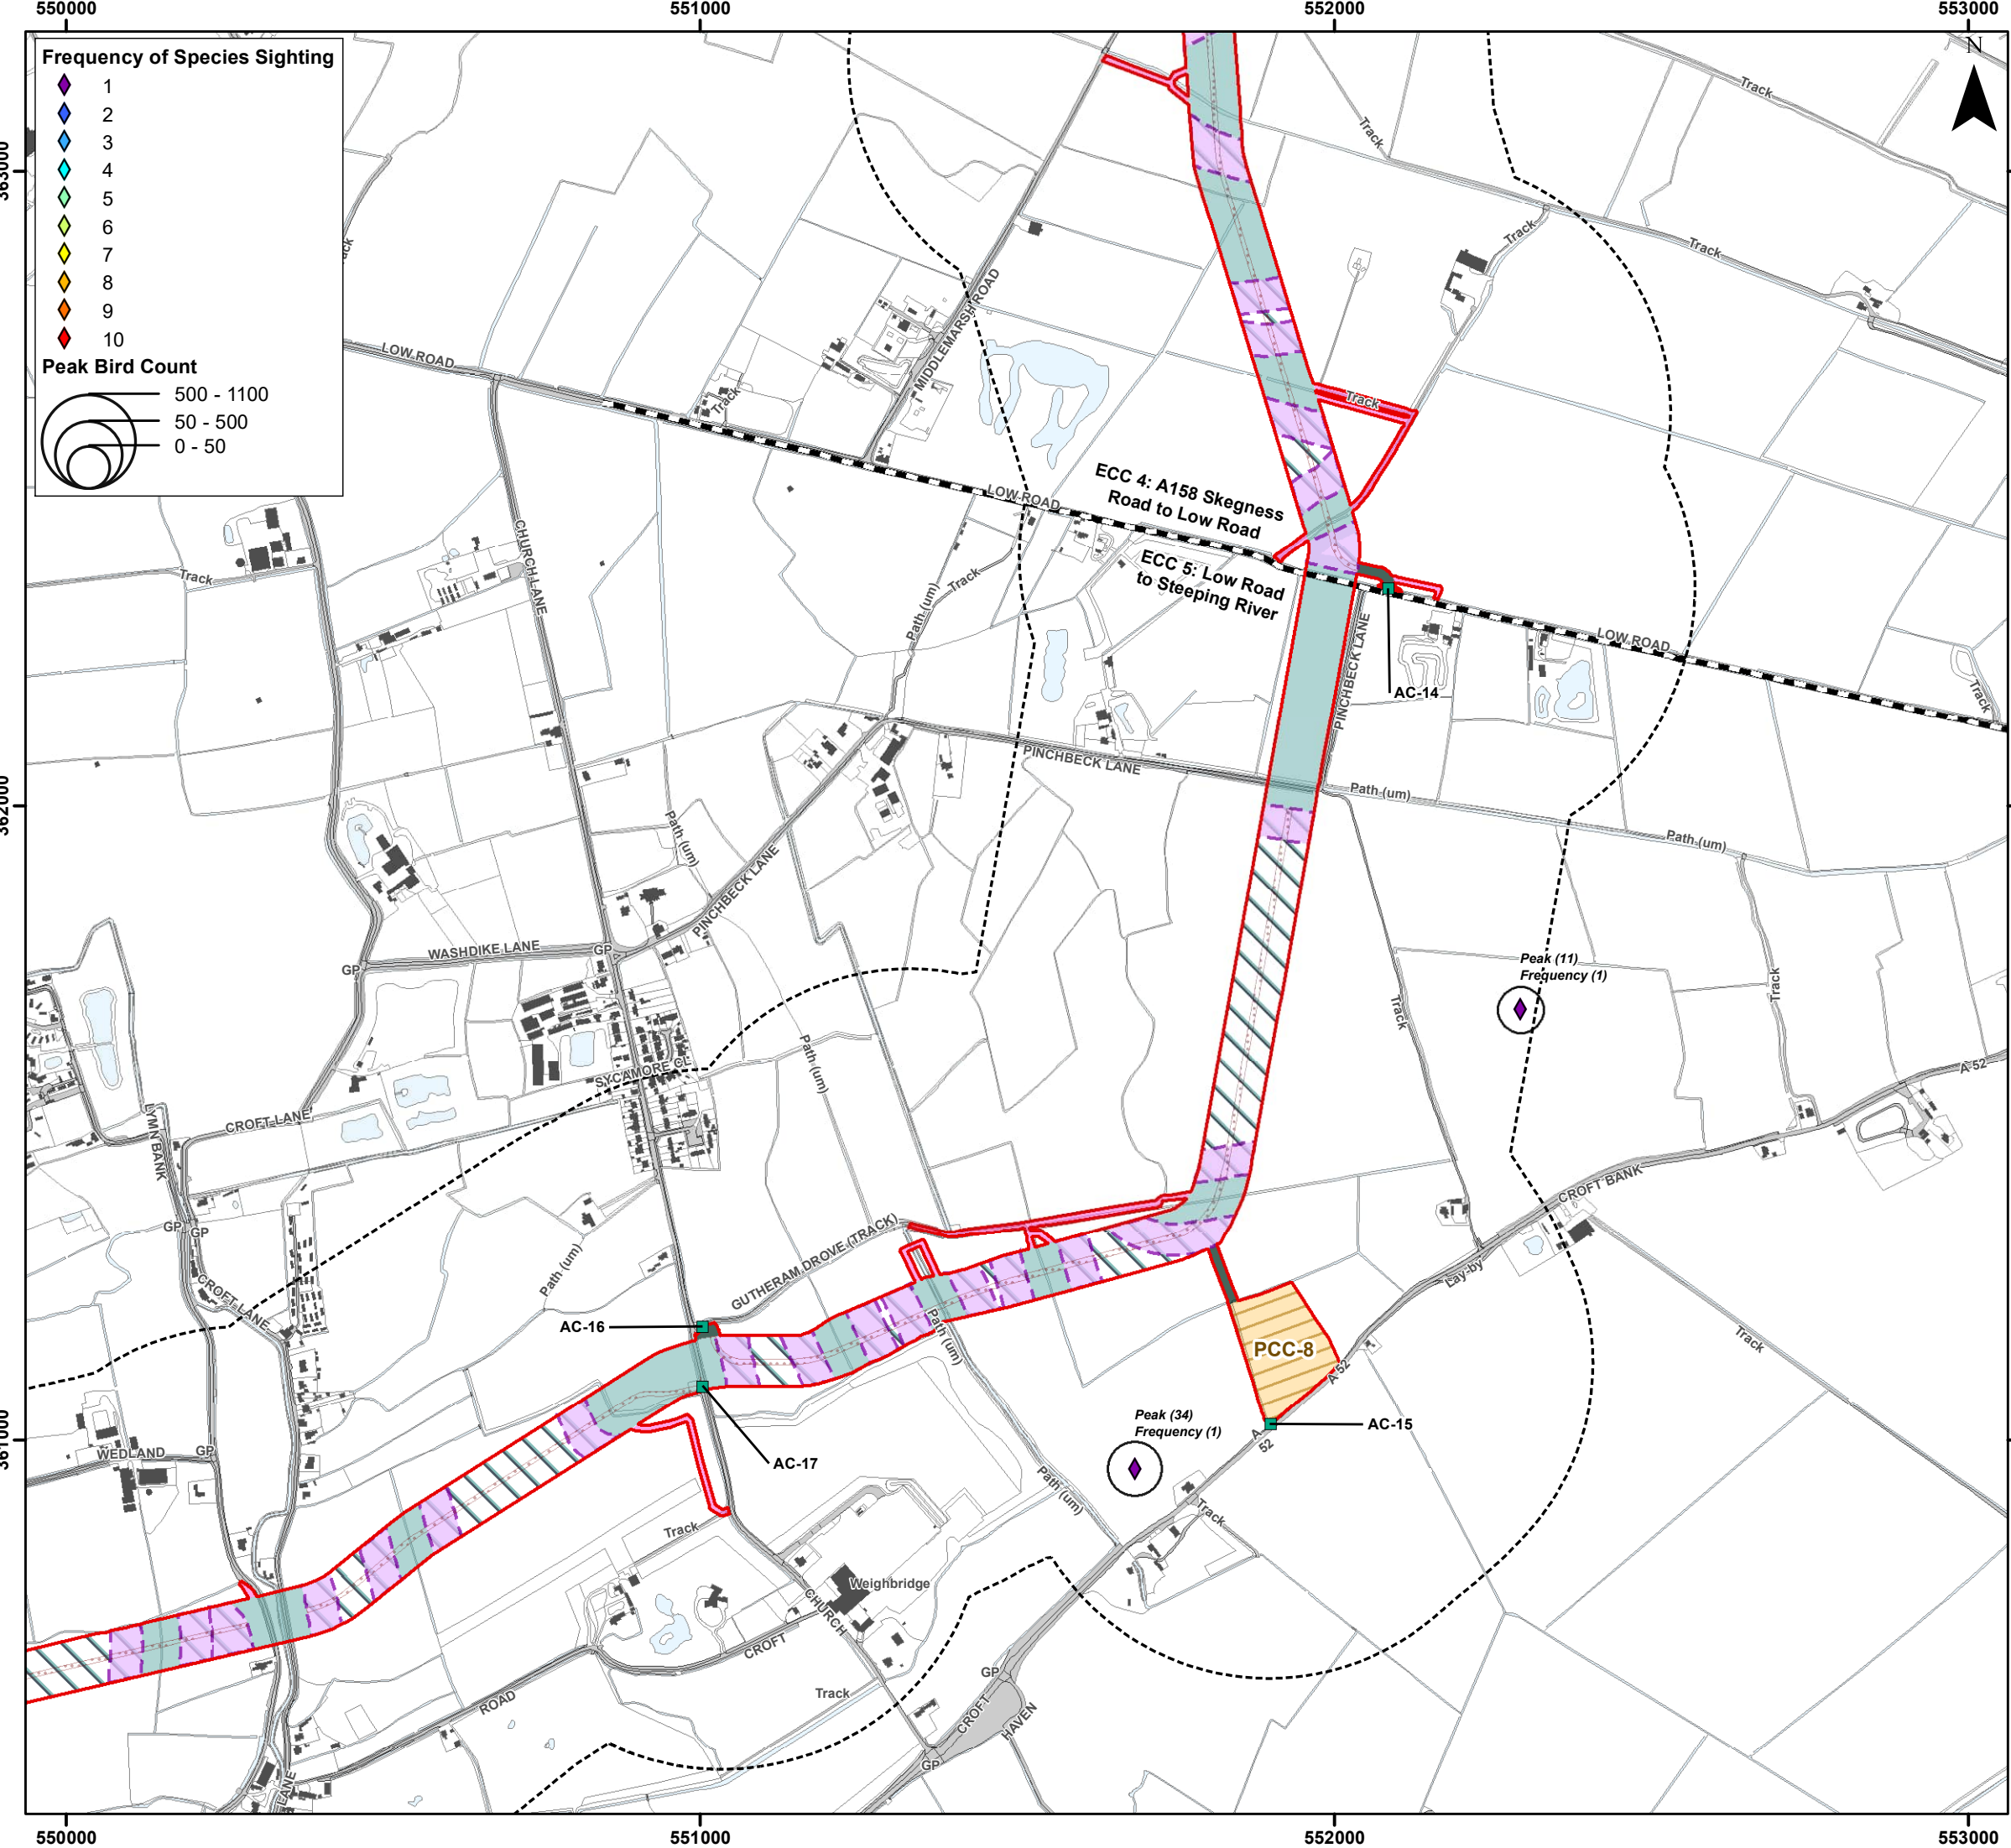 550000
551000
552000
553000
N
Frequency of Species Sighting
1
2
3
4
5
6
7
8
9
10
Peak Bird Count
500 - 1100
50 - 500
0 - 50
363000
362000
361000
Track
Track
Track
Track
LOW ROAD
MIDDLEMARSH ROAD
Track
Track
LOW ROAD
ECC 4: A158 Skegness
Road to Low Road
ECC 5: Low Road
to Steeping River
CHURCH LANE
Track
Path (um)
Track
LOW ROAD
PINCHBECK LANE
AC-14
Track
PINCHBECK LANE
Path (um)
Path (um)
Path (um)
PINCHBECK LANE
WASHDIKE LANE
GP
GP
Peak (11)
Frequency (1)
Track
Track
Path (um)
SYCAMORE CL
A 52
CROFT LANE
LYMN BANK
CROFT BANK
GP
GP
GUTHERAM DROVE (TRACK)
Path (um)
CROFT LANE
Lay-by
AC-16
Path (um)
PCC-8
A 52
Track
Peak (34)
Frequency (1)
AC-15
A
52
WEDLAND
GP
AC-17
Path (um)
Track
Track
Weighbridge
CHURCH
CROFT
GP
Track
ROAD
CROFT
HAVEN
GP
LANE
550000
551000
552000
553000